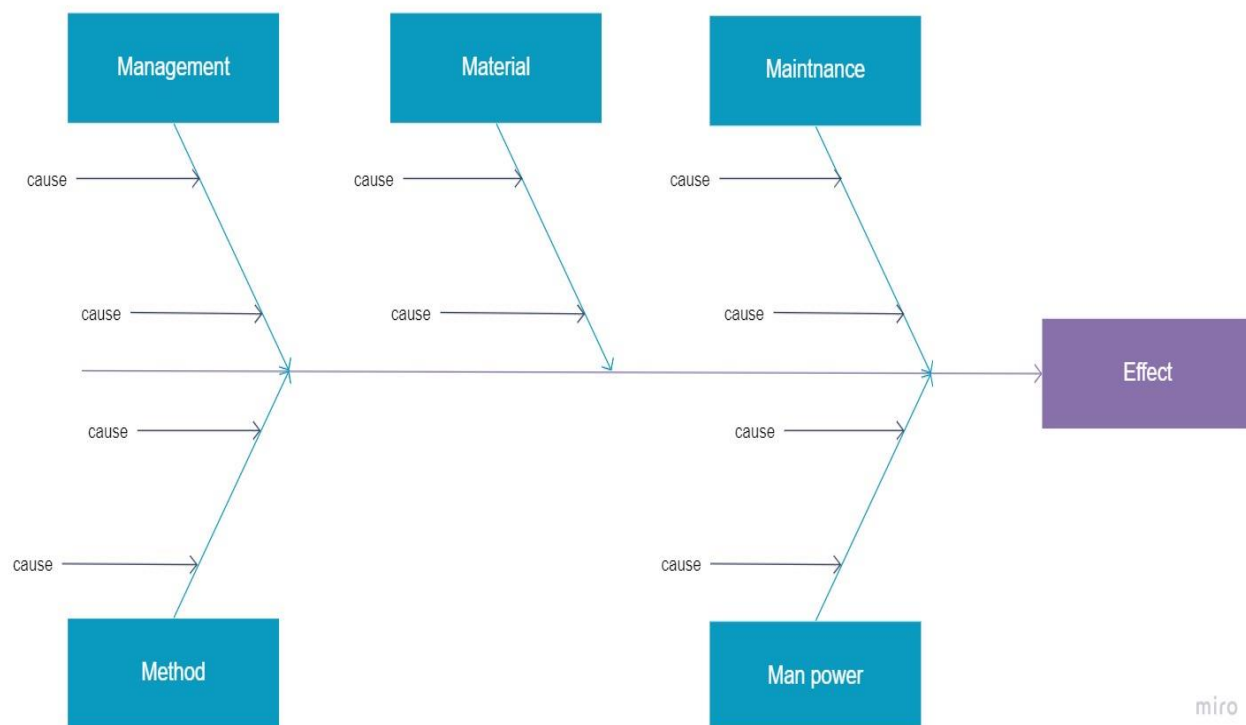 Management
Material
Maintnance
cause
cause
cause
cause
cause
cause
Effect
cause
cause
cause
cause
Method
Man power
miro